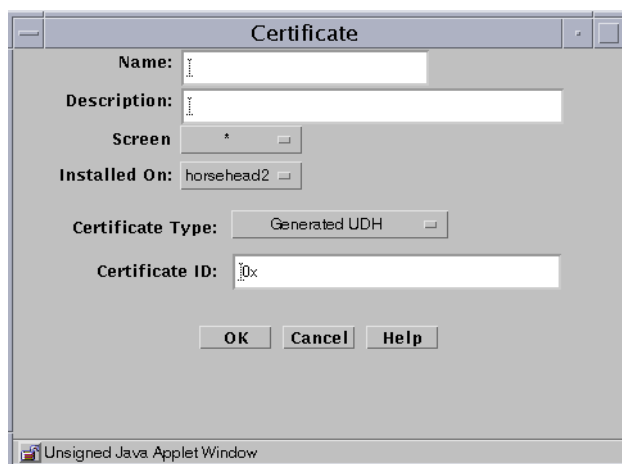 Certificate
Name:
Description:
Screen *
Installed On: horsehead2
Certificate Type: Generated UDH
Certificate ID: 0x
OK Cancel Help
Unsigned Java Applet Window